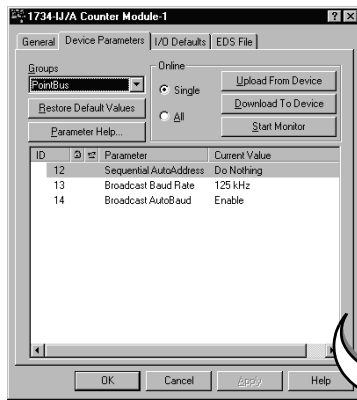 1734-IJ/A Counter Module-1
General Device Parameters I/O Defaults EDS File
Groups
PointBus
Restore Default Values
Parameter Help...
Online
Single
All
Upload From Device
Download To Device
Start Monitor
ID Parameter Current Value
12 Sequential AutoAddress Do Nothing
13 Broadcast Baud Rate 125 kHz
14 Broadcast AutoBaud Enable
OK Cancel Apply Help